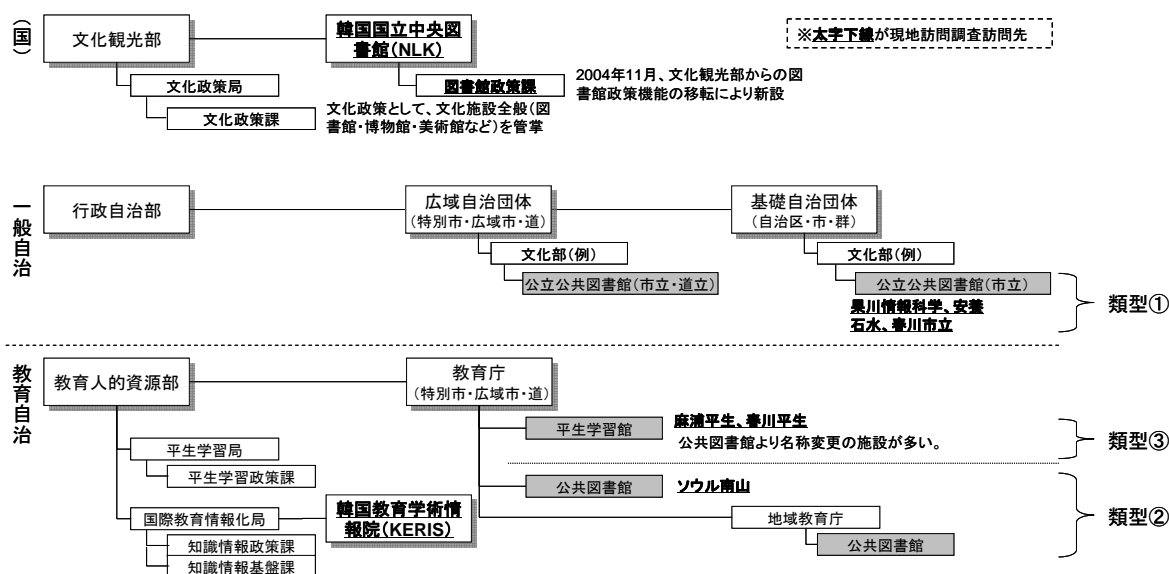 (国)
文化観光部
韓国国立中央図
書館(NLK)
※太字下線が現地訪問調査訪問先
文化政策局
図書館政策課
2004年11月、文化観光部からの図
書館政策機能の移転により新設
文化政策課
文化政策として、文化施設全般(図
書館・博物館・美術館など)を管掌
一般自治
行政自治部
広域自治団体
(特別市・広域市・道)
基礎自治団体
(自治区・市・群)
文化部(例)
文化部(例)
公立公共図書館(市立・道立)
公立公共図書館(市立)
果川情報科学、安養
石水、春川市立
類型①
教育自治
教育人的資源部
教育庁
(特別市・広域市・道)
平生学習館
麻浦平生、春川平生
公共図書館より名称変更の施設が多い。
類型③
平生学習局
平生学習政策課
公共図書館
ソウル南山
国際教育情報化局
韓国教育学術情
報院(KERIS)
地域教育庁
類型②
知識情報政策課
公共図書館
知識情報基盤課